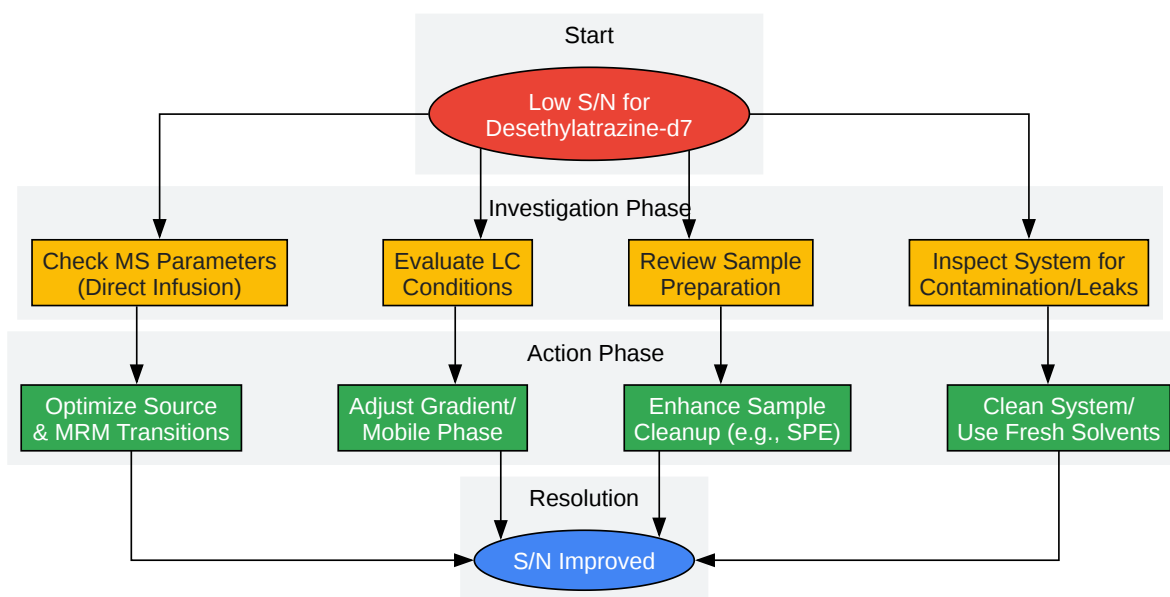 Start
Low S/N for
Desethylatrazine-d7
Investigation Phase
Check MS Parameters
(Direct Infusion)
Evaluate LC
Conditions
Review Sample
Preparation
Inspect System for
Contamination/Leaks
Action Phase
Optimize Source
& MRM Transitions
Adjust Gradient/
Mobile Phase
Enhance Sample
Cleanup (e.g., SPE)
Clean System/
Use Fresh Solvents
Resolution
S/N Improved